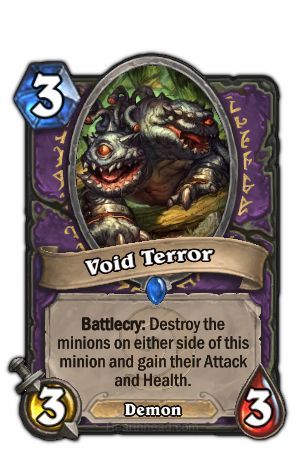 3
Void Terror
Battlecry: Destroy the
minions on either side of this
minion and gain their Attack
and Health.
3
Demon
3